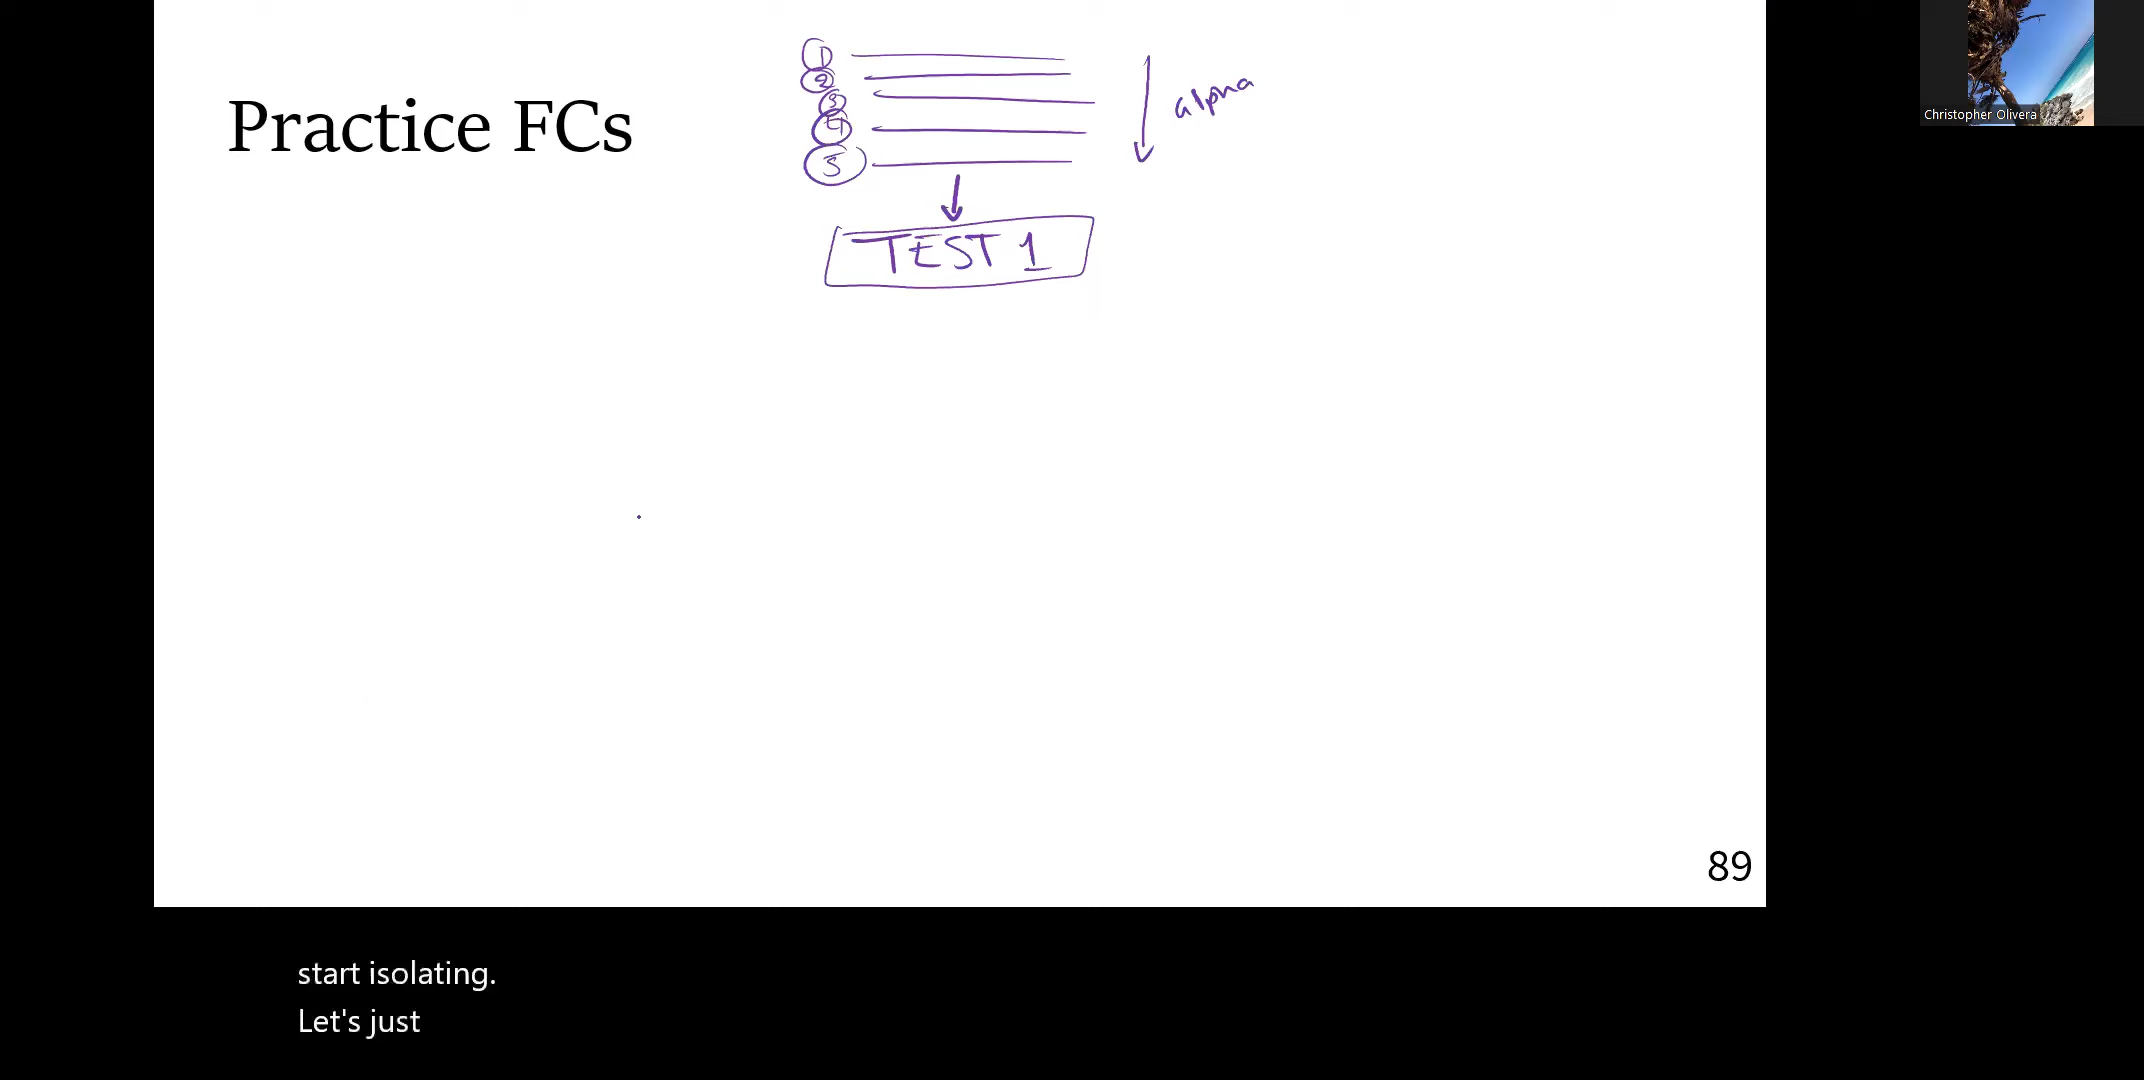 Practice FCs
1
2
3
4
5
alpha
TEST 1
Christopher Olivera
89
start isolating.
Let's just